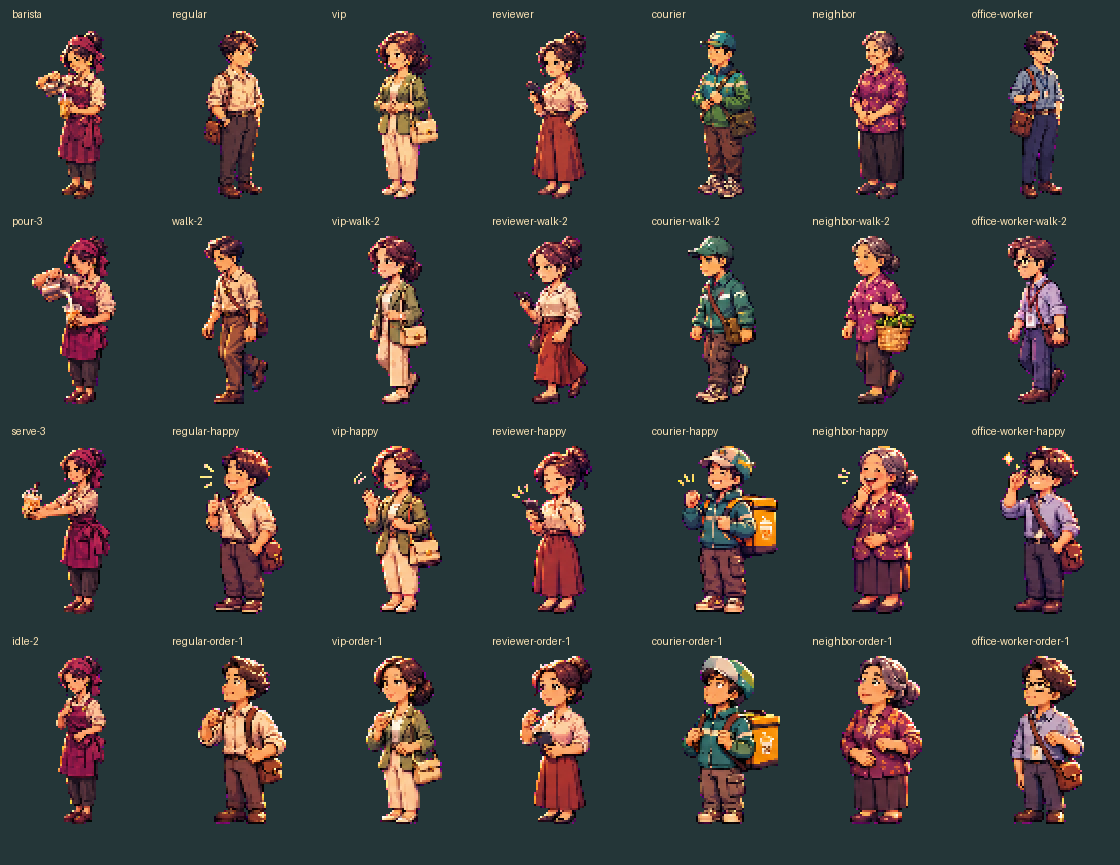 barista regular vip reviewer courier neighbor office-worker
pour-3 walk-2 vip-walk-2 reviewer-walk-2 courier-walk-2 neighbor-walk-2 office-worker-walk-2
serve-3 regular-happy vip-happy reviewer-happy courier-happy neighbor-happy office-worker-happy
idle-2 regular-order-1 vip-order-1 reviewer-order-1 courier-order-1 neighbor-order-1 office-worker-order-1